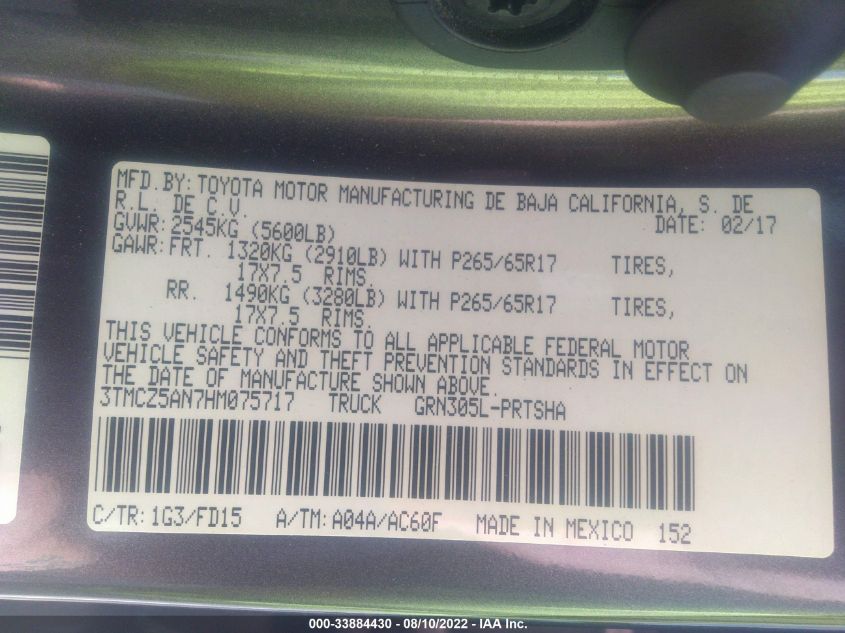 MFD.BY: TOYOTA MOTOR MANUFACTURING DE BAJA CALIFORNIA, S. DE
R.L. DE C.V. DATE: 02/17
GVWR: 2545KG (5600LB)
GAWR: FRT. 1320KG (2910LB) WITH P265/65R17 TIRES,
17X7.5 RIMS.
RR. 1490KG (3280LB) WITH P265/65R17 TIRES,
17X7.5 RIMS.
THIS VEHICLE CONFORMS TO ALL APPLICABLE FEDERAL MOTOR
VEHICLE SAFETY AND THEFT PREVENTION STANDARDS IN EFFECT ON
THE DATE OF MANUFACTURE SHOWN ABOVE.
3TMCZ5AN7HM075717 TRUCK GRN305L-PRTSHA
C/TR: 1G3/FD15 A/TM: A04A/AC60F MADE IN MEXICO 152
000-33884430 - 08/10/2022 - IAA Inc.